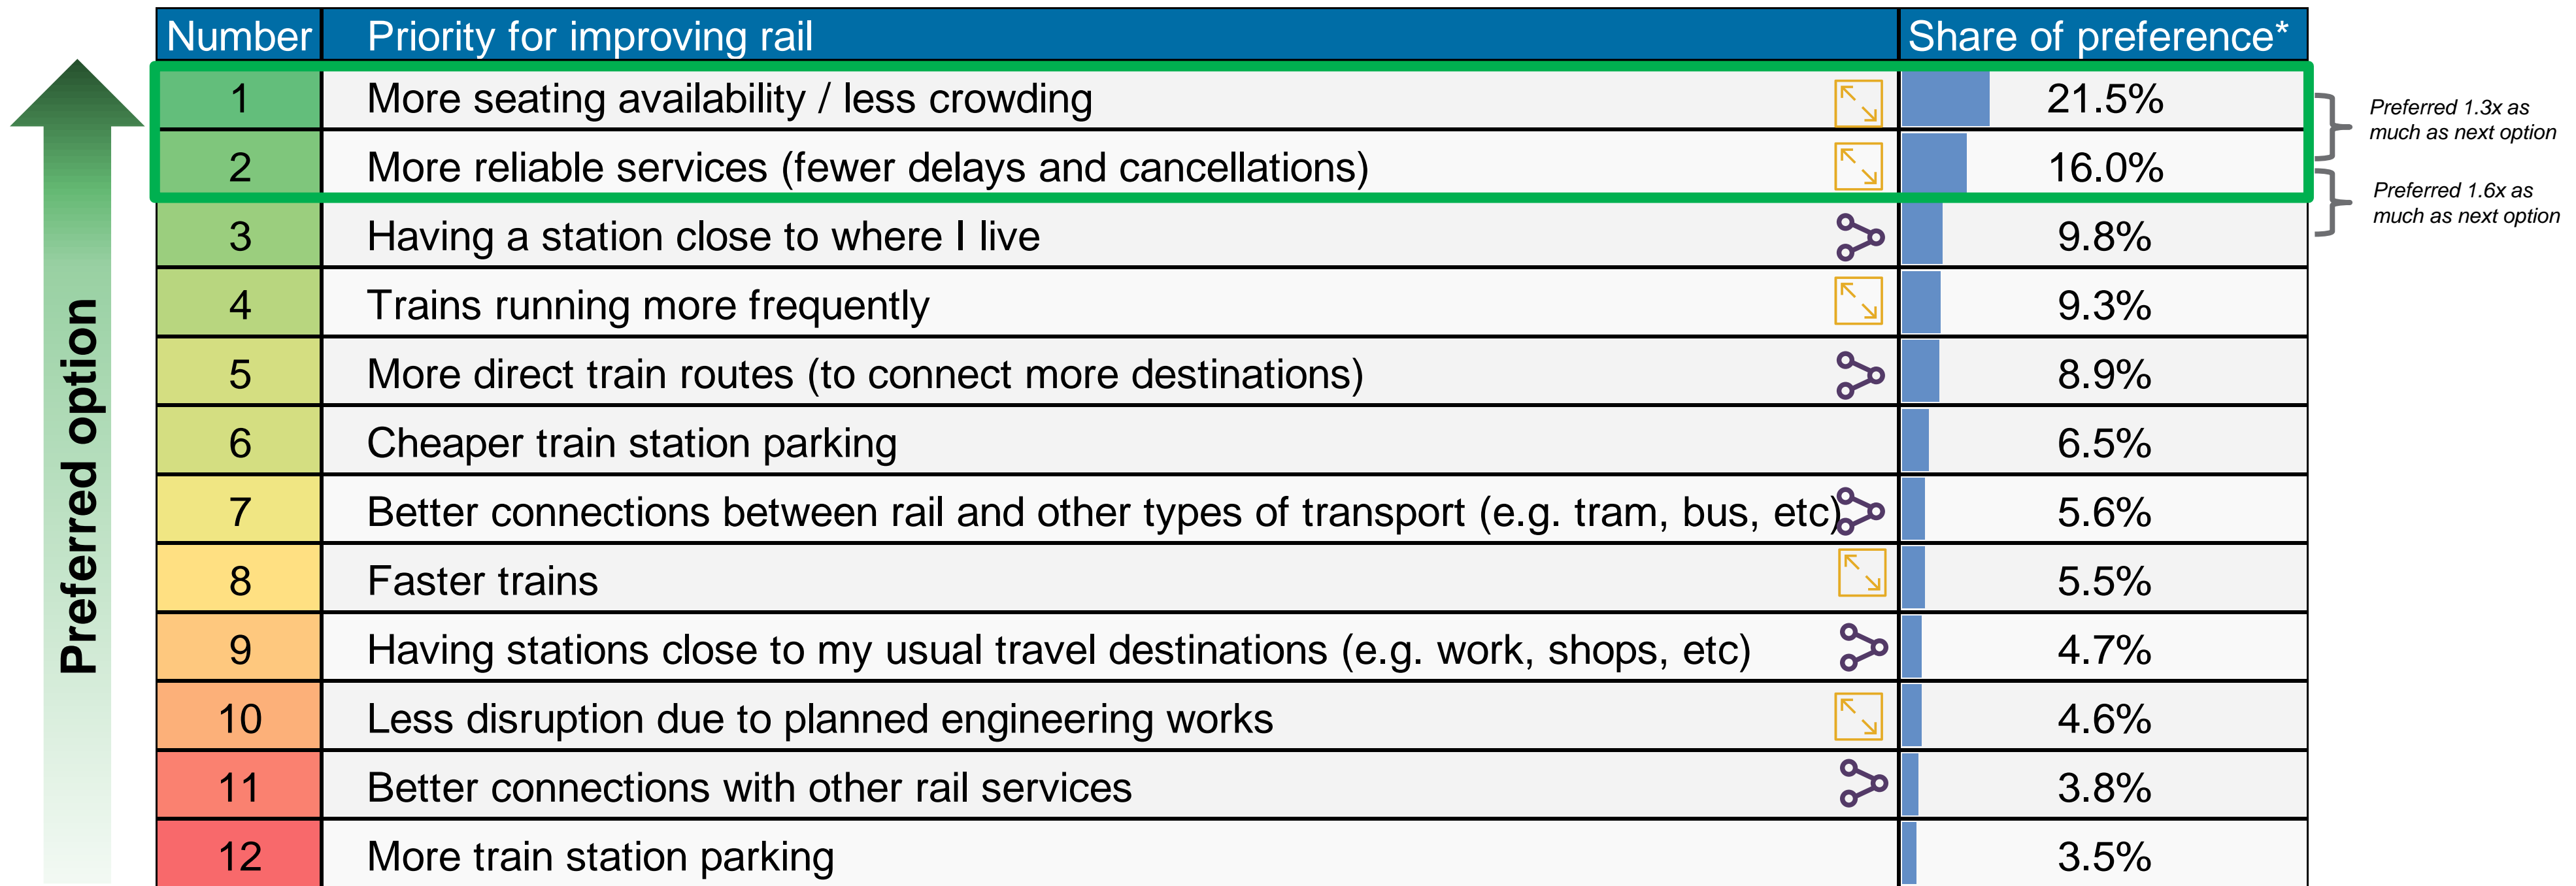 Number Priority for improving rail Share of preference*
1 More seating availability / less crowding 21.5%
Preferred 1.3x as
much as next option
2 More reliable services (fewer delays and cancellations) 16.0%
Preferred 1.6x as
much as next option
3 Having a station close to where I live 9.8%
4 Trains running more frequently 9.3%
5 More direct train routes (to connect more destinations) 8.9%
6 Cheaper train station parking 6.5%
7 Better connections between rail and other types of transport (e.g. tram, bus, etc) 5.6%
8 Faster trains 5.5%
9 Having stations close to my usual travel destinations (e.g. work, shops, etc) 4.7%
10 Less disruption due to planned engineering works 4.6%
11 Better connections with other rail services 3.8%
12 More train station parking 3.5%
Preferred option